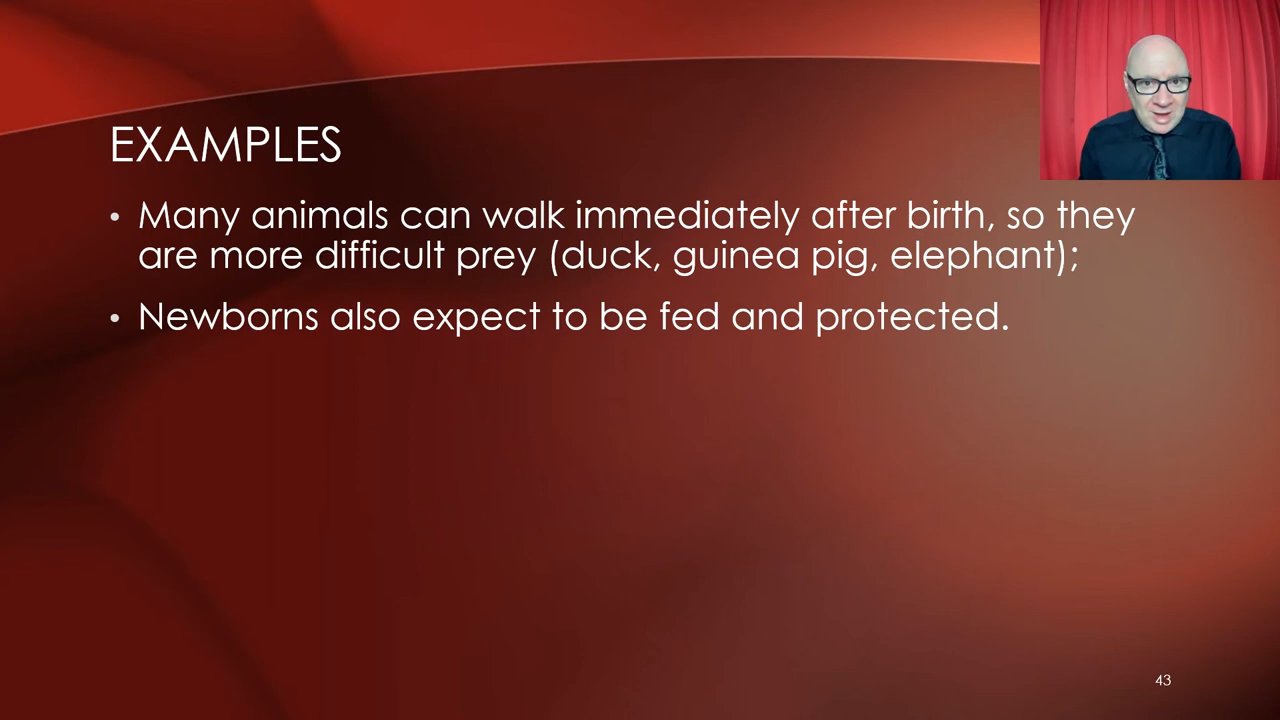 EXAMPLES
• Many animals can walk immediately after birth, so they
are more difficult prey (duck, guinea pig, elephant);
• Newborns also expect to be fed and protected.
43